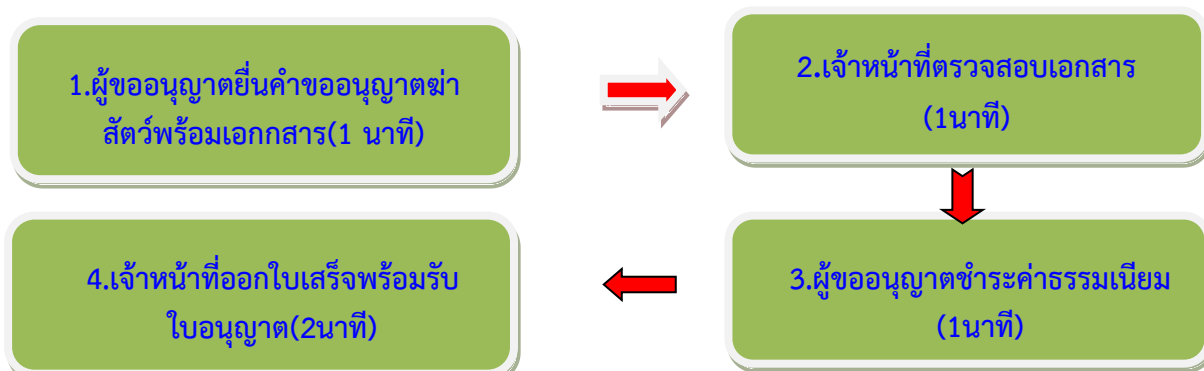 1.ผู้ขออนุญาตยื่นคำขออนุญาตฆ่า
สัตว์พร้อมเอกกสาร(1 นาที)
2.เจ้าหน้าที่ตรวจสอบเอกสาร
(1นาที)
3.ผู้ขออนุญาตชำระค่าธรรมเนียม
(1นาที)
4.เจ้าหน้าที่ออกใบเสร็จพร้อมรับ
ใบอนุญาต(2นาที)